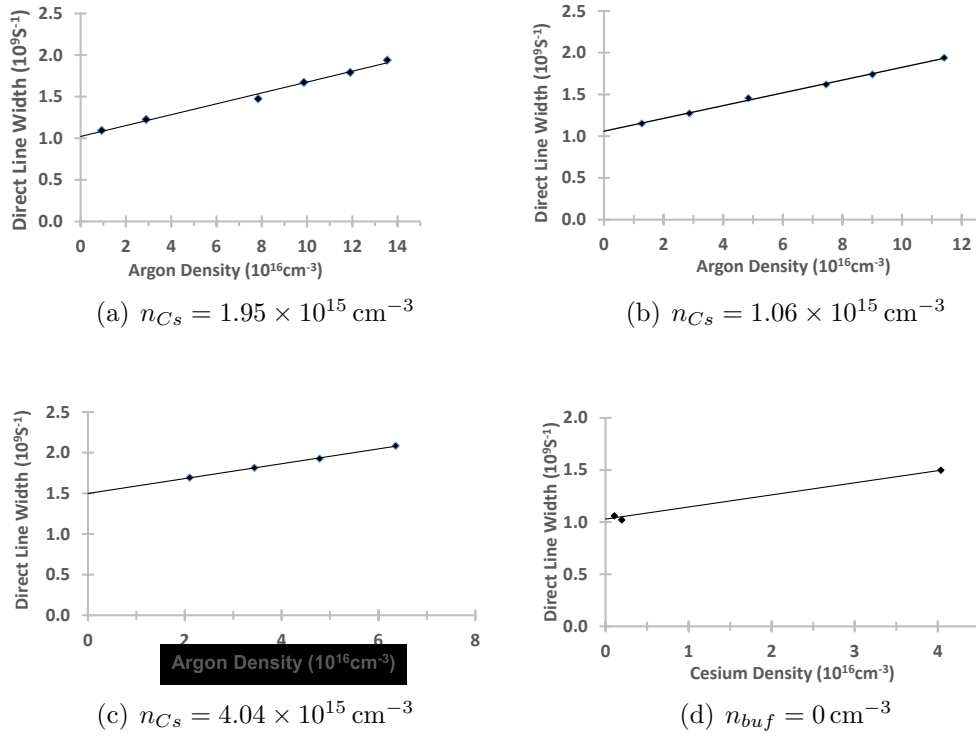 Direct Line Width (10⁹S⁻¹)
2.5
2.0
1.5
1.0
0.5
0.0
0 2 4 6 8 10 12 14
Argon Density (10¹⁶cm⁻³)
(a) n_Cs = 1.95 × 10¹⁵ cm⁻³
Direct Line Width (10⁹S⁻¹)
2.5
2.0
1.5
1.0
0.5
0.0
0 2 4 6 8 10 12
Argon Density (10¹⁶cm⁻³)
(b) n_Cs = 1.06 × 10¹⁵ cm⁻³
Direct Line Width (10⁹S⁻¹)
2.5
2.0
1.5
1.0
0.5
0.0
0 2 4 6 8
Argon Density (10¹⁶cm⁻³)
(c) n_Cs = 4.04 × 10¹⁵ cm⁻³
Direct Line Width (10⁹S⁻¹)
2.0
1.5
1.0
0.5
0.0
0 1 2 3 4
Cesium Density (10¹⁶cm⁻³)
(d) n_buf = 0 cm⁻³